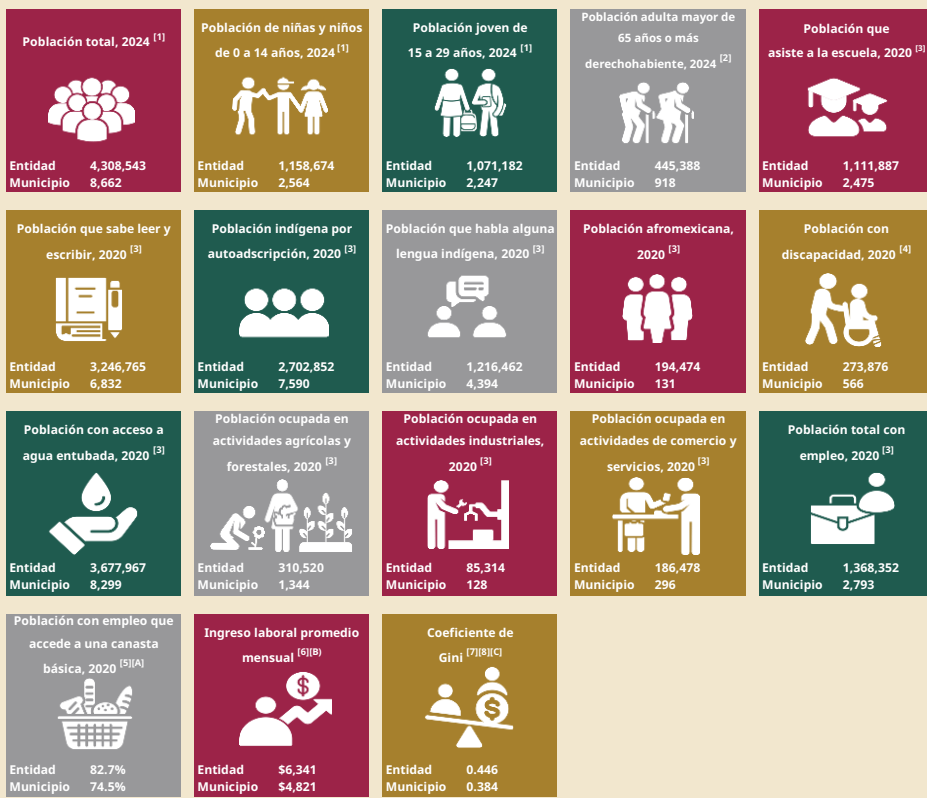 Población total, 2024 [1]
Entidad 4,308,543
Municipio 8,662
Población de niñas y niños
de 0 a 14 años, 2024 [1]
Entidad 1,158,674
Municipio 2,564
Población joven de
15 a 29 años, 2024 [1]
Entidad 1,071,182
Municipio 2,247
Población adulta mayor de
65 años o más
derechohabiente, 2024 [2]
Entidad 445,388
Municipio 918
Población que
asiste a la escuela, 2020 [3]
Entidad 1,111,887
Municipio 2,475
Población que sabe leer y
escribir, 2020 [3]
Entidad 3,246,765
Municipio 6,832
Población indígena por
autoadscripción, 2020 [3]
Entidad 2,702,852
Municipio 7,590
Población que habla alguna
lengua indígena, 2020 [3]
Entidad 1,216,462
Municipio 4,394
Población afromexicana,
2020 [3]
Entidad 194,474
Municipio 131
Población con
discapacidad, 2020 [4]
Entidad 273,876
Municipio 566
Población con acceso a
agua entubada, 2020 [3]
Entidad 3,677,967
Municipio 8,299
Población ocupada en
actividades agrícolas y
forestales, 2020 [3]
Entidad 310,520
Municipio 1,344
Población ocupada en
actividades industriales,
2020 [3]
Entidad 85,314
Municipio 128
Población ocupada en
actividades de comercio y
servicios, 2020 [3]
Entidad 186,478
Municipio 296
Población total con
empleo, 2020 [3]
Entidad 1,368,352
Municipio 2,793
Población con empleo que
accede a una canasta
básica, 2020 [5][A]
Entidad 82.7%
Municipio 74.5%
Ingreso laboral promedio
mensual [6][B]
$
Entidad $6,341
Municipio $4,821
Coeficiente de
Gini [7][8][C]
$
Entidad 0.446
Municipio 0.384